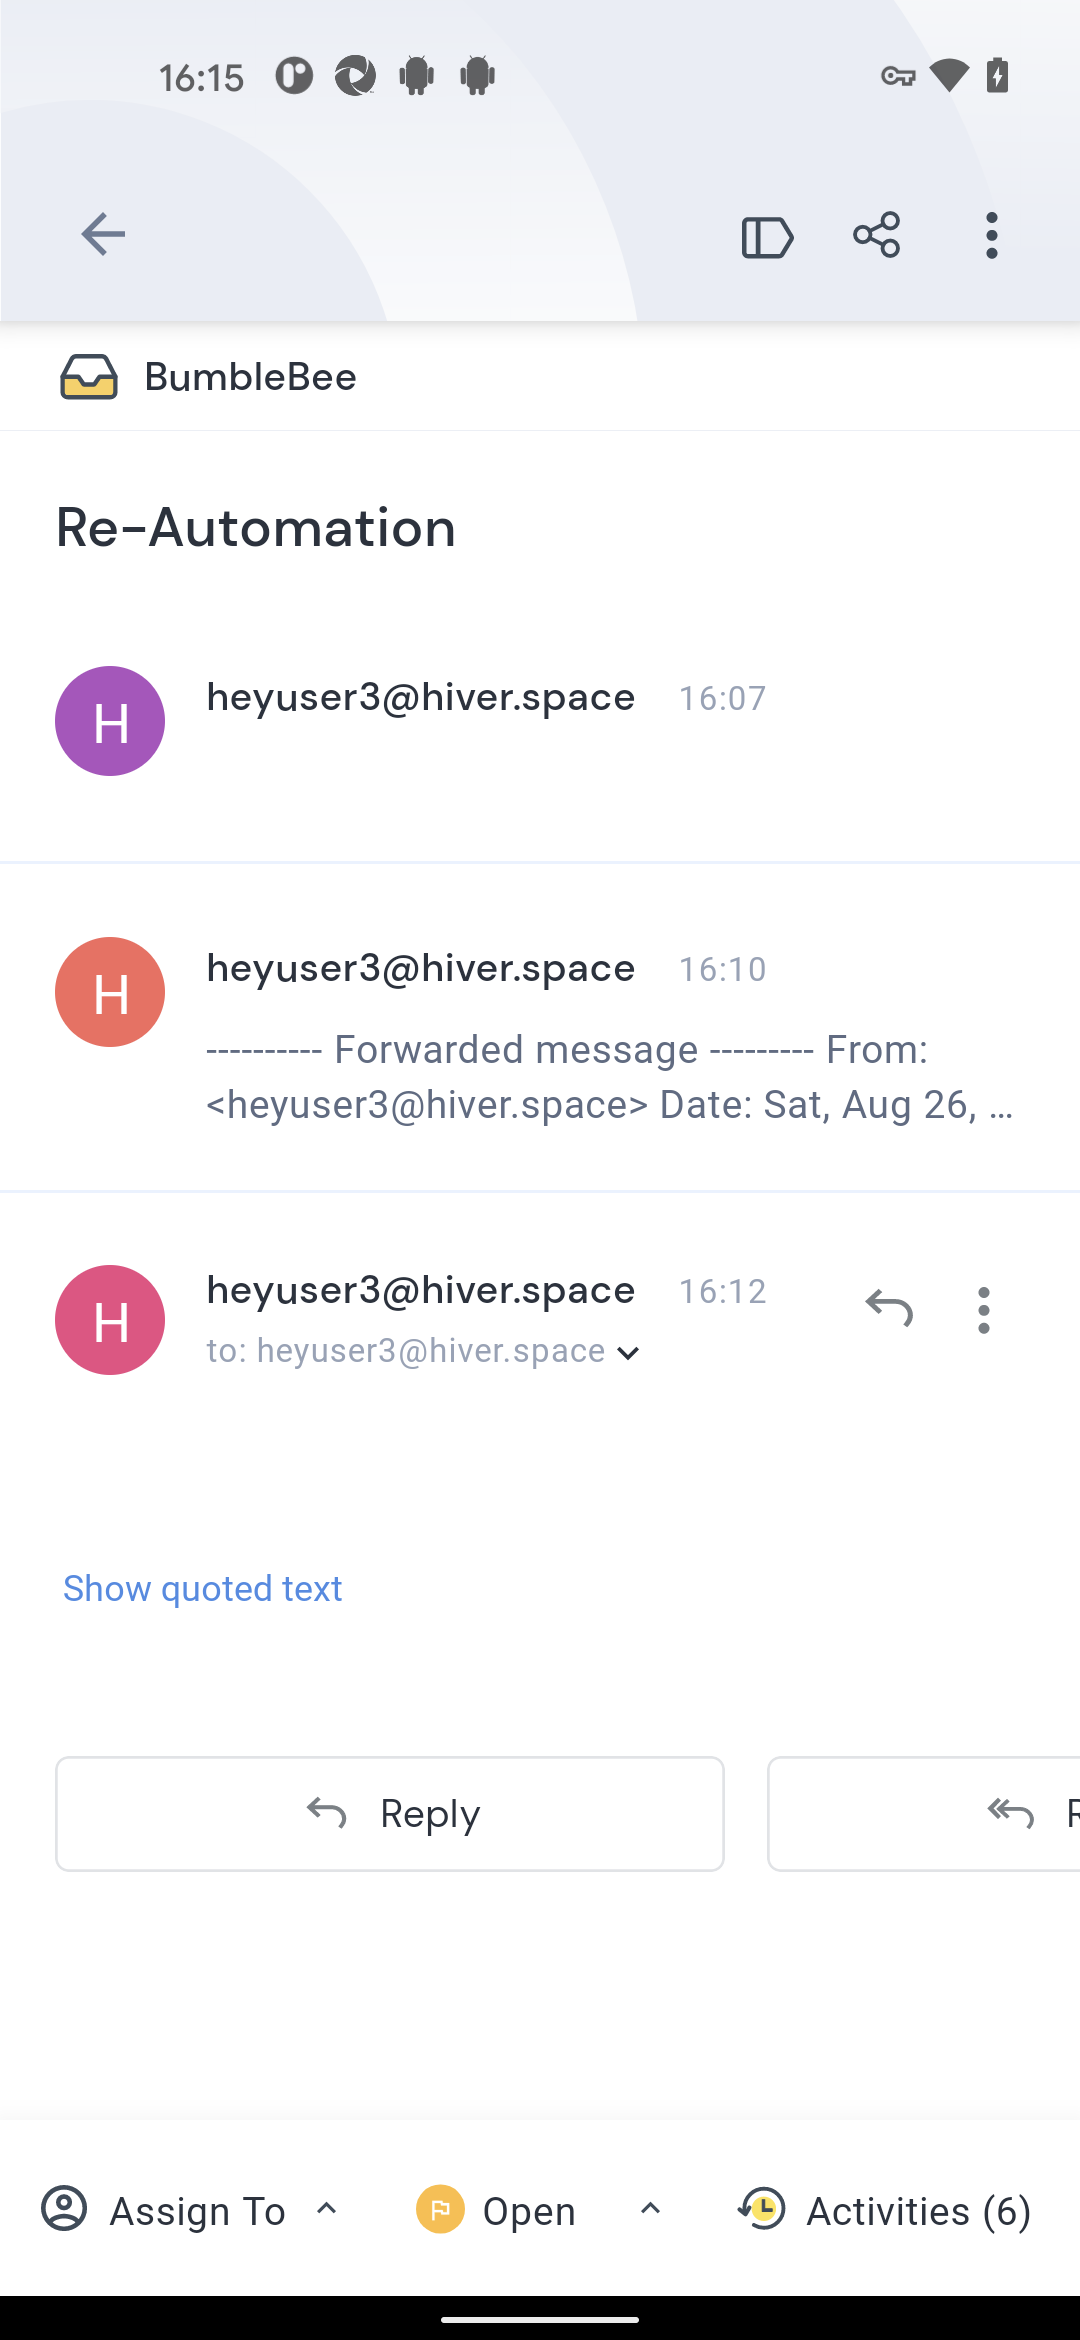 16:15
BumbleBee
Re-Automation
H
heyuser3@hiver.space 16:07
H
heyuser3@hiver.space 16:10
---------- Forwarded message --------- From:
<heyuser3@hiver.space> Date: Sat, Aug 26, …
H
heyuser3@hiver.space 16:12
to: heyuser3@hiver.space
Show quoted text
Reply
R
Assign To
Open
Activities (6)